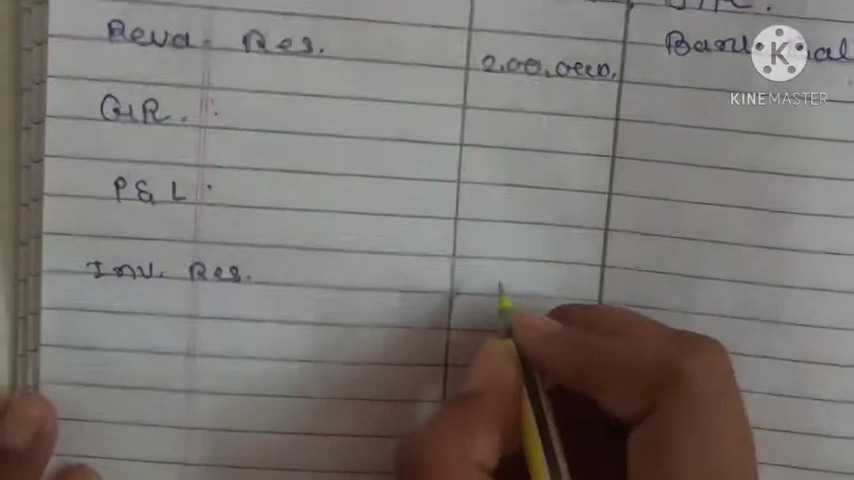 Reva. Res. 2,00,000.
G.R.
P & L
Inv. Res.
KINEMASTER